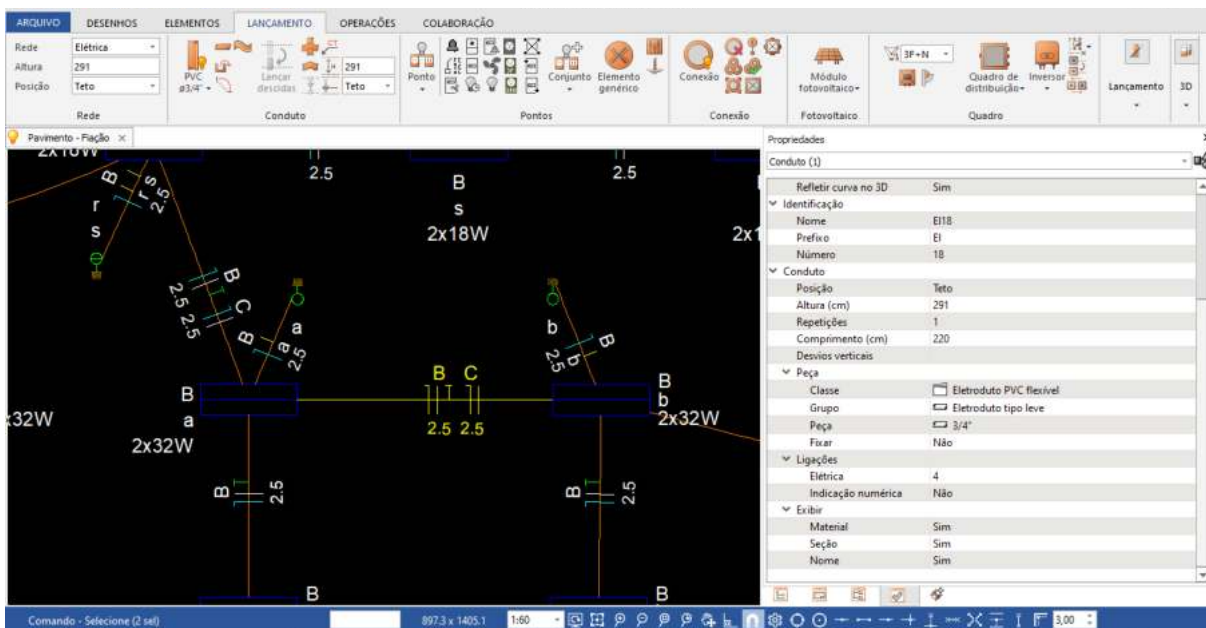 ARQUIVO DESENHOS ELEMENTOS LANÇAMENTO OPERAÇÕES COLABORAÇÃO
Rede Elétrica
Altura 291
Posição Teto
Rede
PVC ø3/4"
Lançar descidas
291
Teto
Conduto
Ponto
Conjunto
Elemento genérico
Pontos
Conexão
Conexão
Módulo fotovoltaico
Fotovoltaico
3F+N
Quadro de distribuição
Inversor
Quadro
Lançamento
3D
Pavimento - Fiação
2x18W
2.5
B
s
2x18W
2.5
B
r s
2.5
r
s
B C
2.5 2.5
a
B
a
2.5
b
B
b
2.5
B
a
2x32W
B C
2.5 2.5
B
b
2x32W
B
2.5
B
2.5
B
B
Propriedades
Conduto (1)
Refletir curva no 3D Sim
Identificação
Nome El18
Prefixo El
Número 18
Conduto
Posição Teto
Altura (cm) 291
Repetições 1
Comprimento (cm) 220
Desvios verticais
Peça
Classe Eletroduto PVC flexível
Grupo Eletroduto tipo leve
Peça 3/4"
Fixar Não
Ligações
Elétrica 4
Indicação numérica Não
Exibir
Material Sim
Seção Sim
Nome Sim
Comando - Selecione (2 sel) 897.3 x 1405.1 1:60 3,00